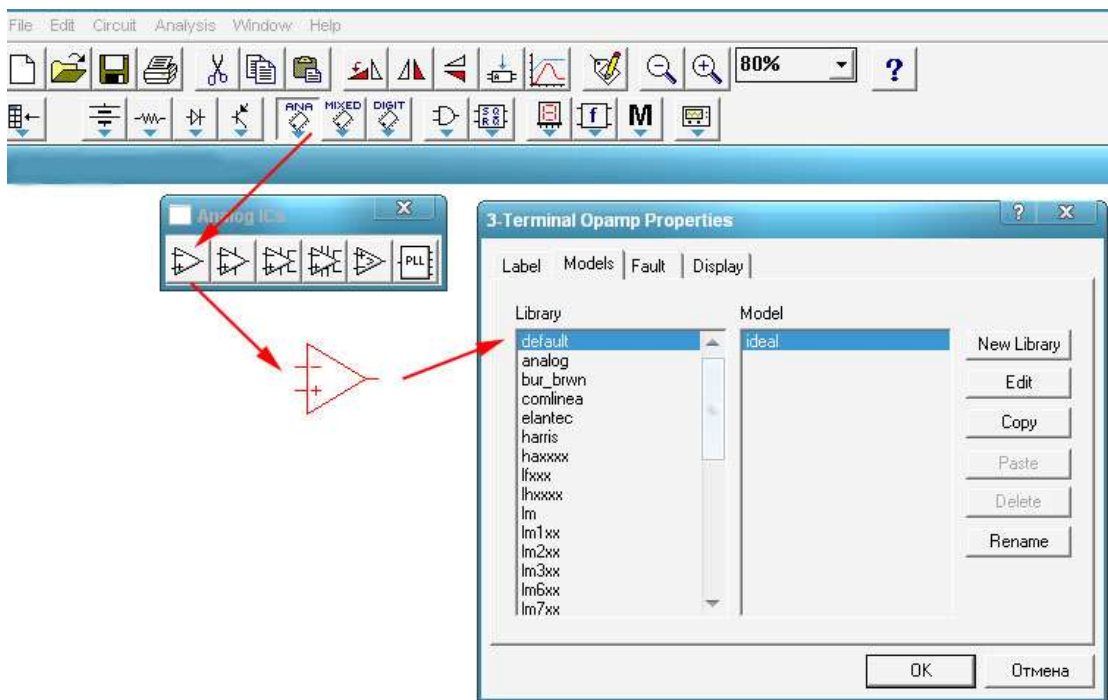 File Edit Circuit Analysis Window Help
80% ?
ANA MIXED DIGIT
M
Analog ICs
PLL
3-Terminal Opamp Properties
Label Models Fault Display
Library Model
default ideal
analog
bur_brwn
comlinea
elantec
harris
haxxxx
lfxxx
lhxxxx
lm
lm1xx
lm2xx
lm3xx
lm6xx
lm7xx
New Library
Edit
Copy
Paste
Delete
Rename
OK Отмена